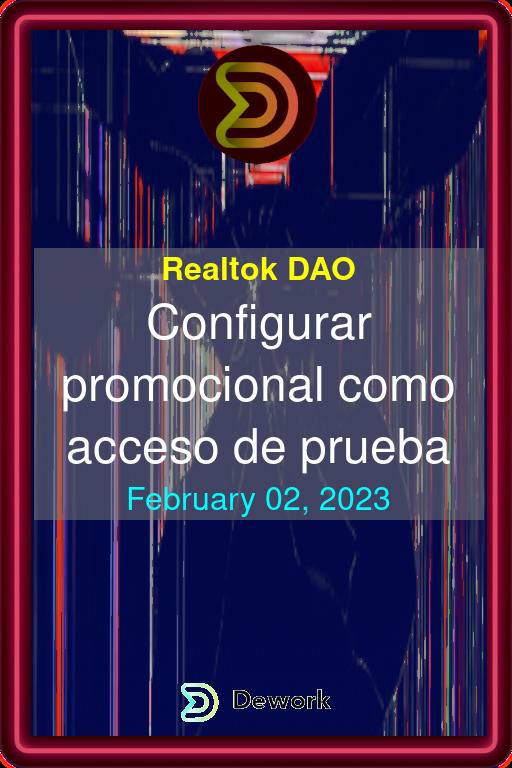 Realtok DAO
Configurar
promocional como
acceso de prueba
February 02, 2023
Dework